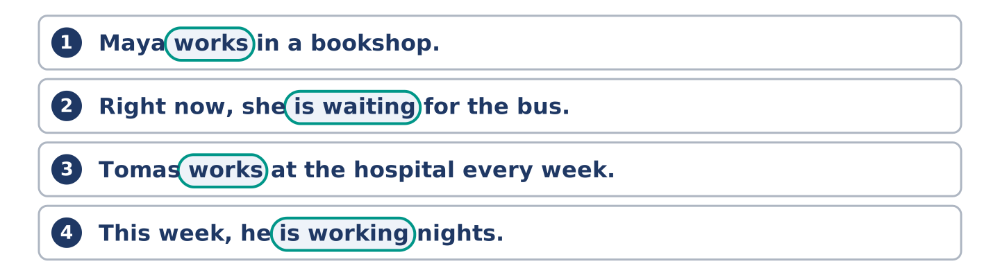 1 Maya works in a bookshop.
2 Right now, she is waiting for the bus.
3 Tomas works at the hospital every week.
4 This week, he is working nights.